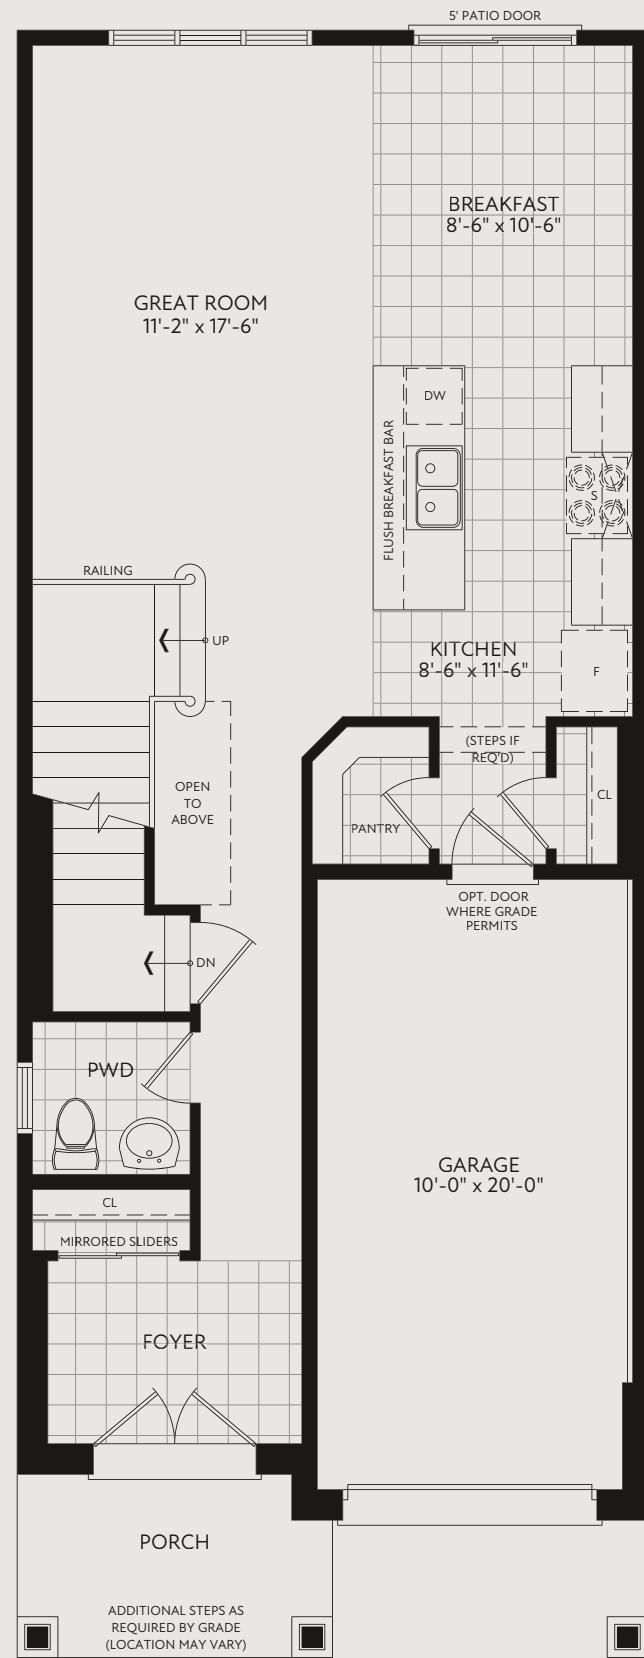 5' PATIO DOOR
BREAKFAST
8'-6" x 10'-6"
GREAT ROOM
11'-2" x 17'-6"
DW
FLUSH BREAKFAST BAR
S
RAILING
UP
KITCHEN
8'-6" x 11'-6"
F
(STEPS IF
REQ'D)
OPEN
TO
ABOVE
CL
PANTRY
OPT. DOOR
WHERE GRADE
PERMITS
DN
PWD
GARAGE
10'-0" x 20'-0"
CL
MIRRORED SLIDERS
FOYER
PORCH
ADDITIONAL STEPS AS
REQUIRED BY GRADE
(LOCATION MAY VARY)